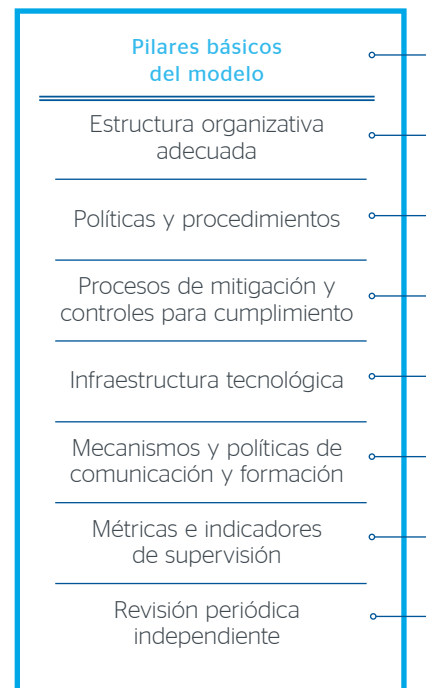 Pilares básicos
del modelo
Estructura organizativa
adecuada
Políticas y procedimientos
Procesos de mitigación y
controles para cumplimiento
Infraestructura tecnológica
Mecanismos y políticas de
comunicación y formación
Métricas e indicadores
de supervisión
Revisión periódica
independiente